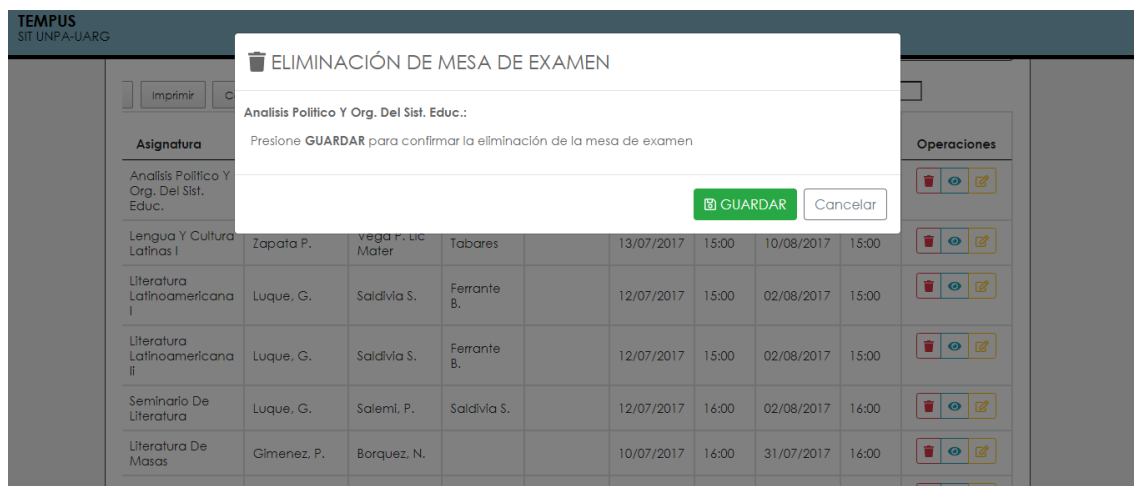 TEMPUS
SIT UNPA-UARG
ELIMINACIÓN DE MESA DE EXAMEN
Analisis Politico Y Org. Del Sist. Educ.:
Presione GUARDAR para confirmar la eliminación de la mesa de examen
GUARDAR Cancelar
Imprimir
Asignatura Operaciones
Analisis Politico Y
Org. Del Sist.
Educ.
Lengua Y Cultura
Latinas I
Zapata P.
Vega P. Lic
Mater
Tabares
13/07/2017 15:00 10/08/2017 15:00
Literatura
Latinoamericana
I
Luque, G. Saldivia S.
Ferrante
B.
12/07/2017 15:00 02/08/2017 15:00
Literatura
Latinoamericana
Ii
Luque, G. Saldivia S.
Ferrante
B.
12/07/2017 15:00 02/08/2017 15:00
Seminario De
Literatura
Luque, G. Salemi, P. Saldivia S. 12/07/2017 16:00 02/08/2017 16:00
Literatura De
Masas
Gimenez, P. Borquez, N. 10/07/2017 16:00 31/07/2017 16:00